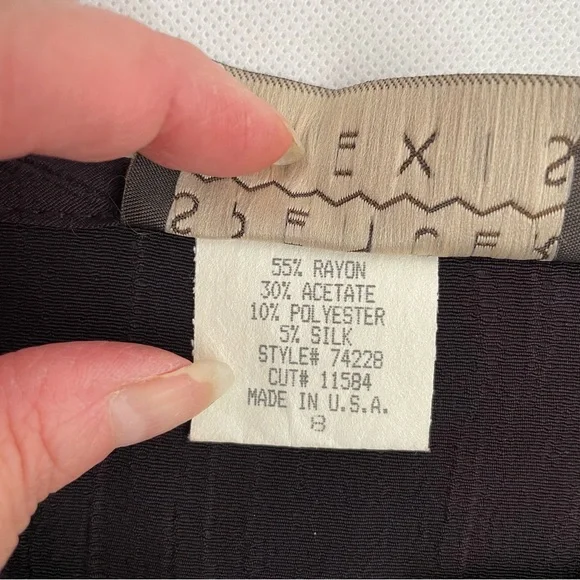 55% RAYON
30% ACETATE
10% POLYESTER
5% SILK
STYLE# 74228
CUT# 11584
MADE IN U.S.A.
8